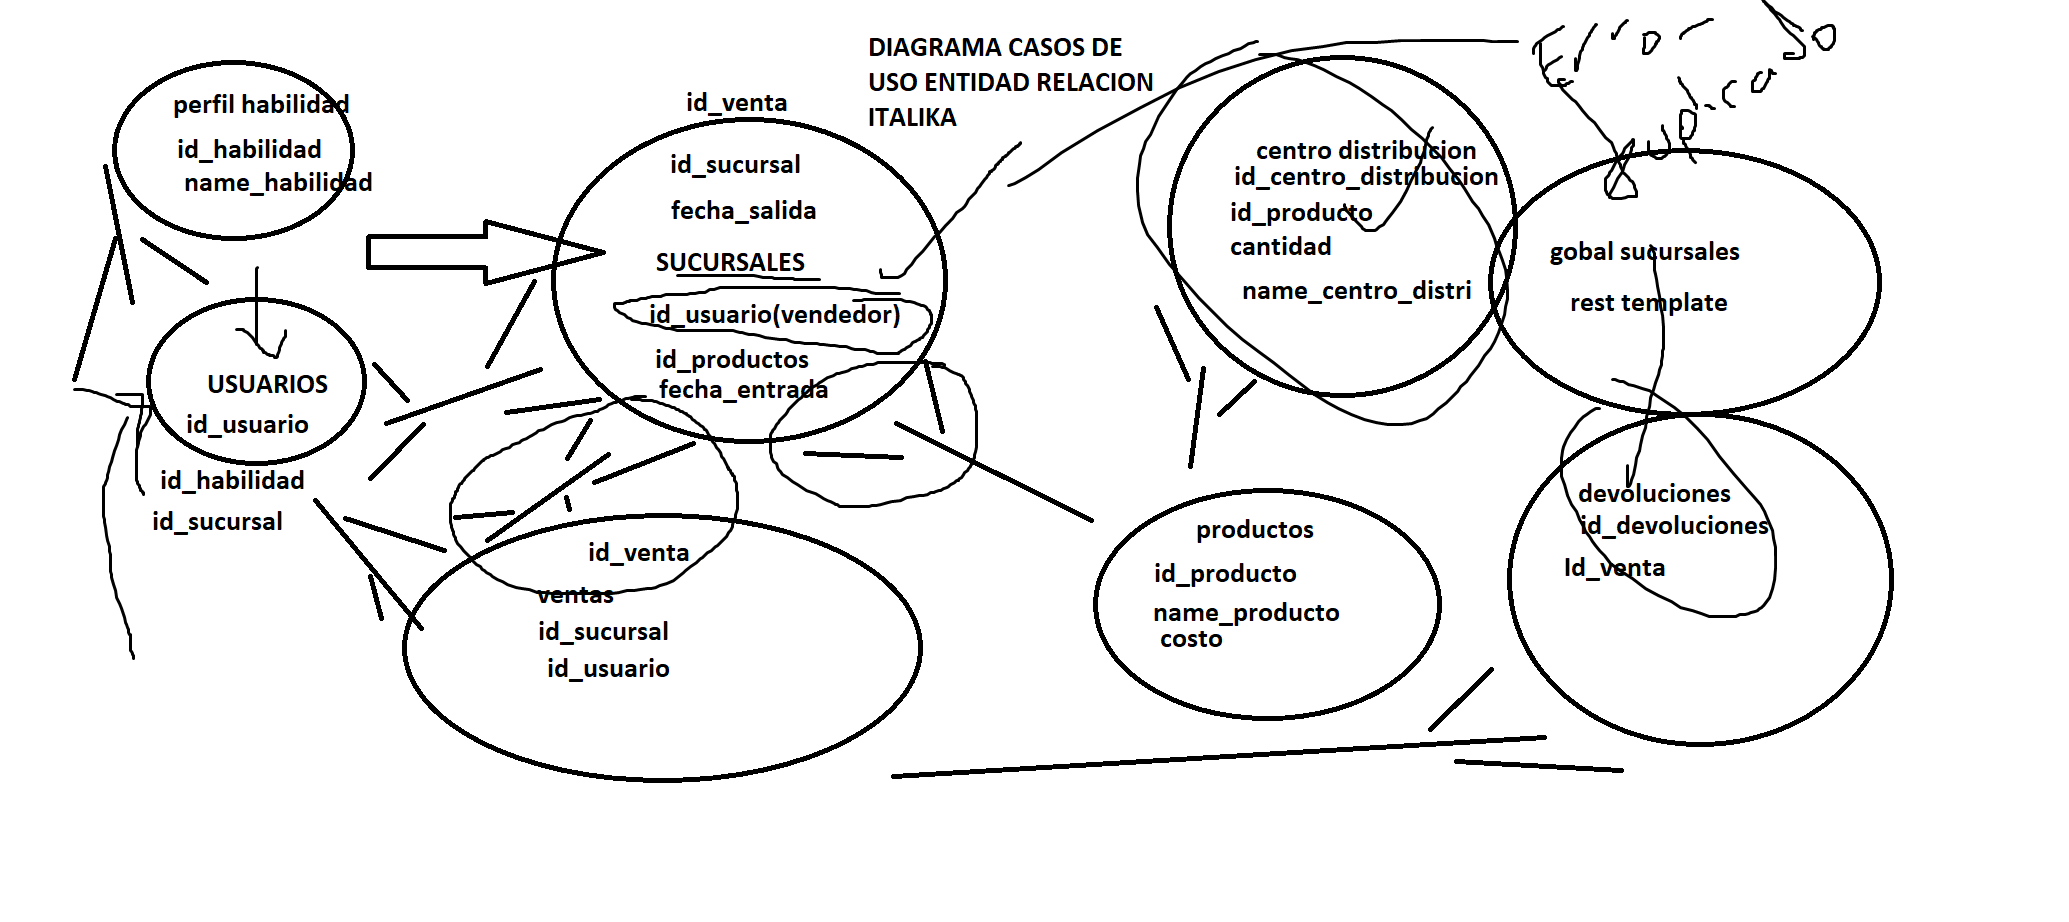 DIAGRAMA CASOS DE
USO ENTIDAD RELACION
ITALIKA
perfil habilidad
id_habilidad
name_habilidad
USUARIOS
id_usuario
id_habilidad
id_sucursal
id_venta
id_sucursal
fecha_salida
SUCURSALES
id_usuario(vendedor)
id_productos
fecha_entrada
id_venta
ventas
id_sucursal
id_usuario
centro distribucion
id_centro_distribucion
id_producto
cantidad
name_centro_distri
productos
id_producto
name_producto
costo
gobal sucursales
rest template
devoluciones
id_devoluciones
Id_venta
Error